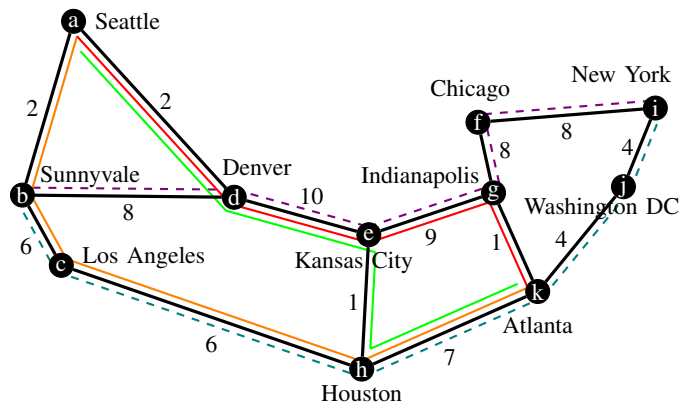 a Seattle
New York
Chicago
i
2
2
f
8
8
4
Sunnyvale
Denver
Indianapolis
b
d
g
j
8
10
Washington DC
6
e
9
1
4
c Los Angeles
Kansas City
k
1
Atlanta
6
7
h
Houston